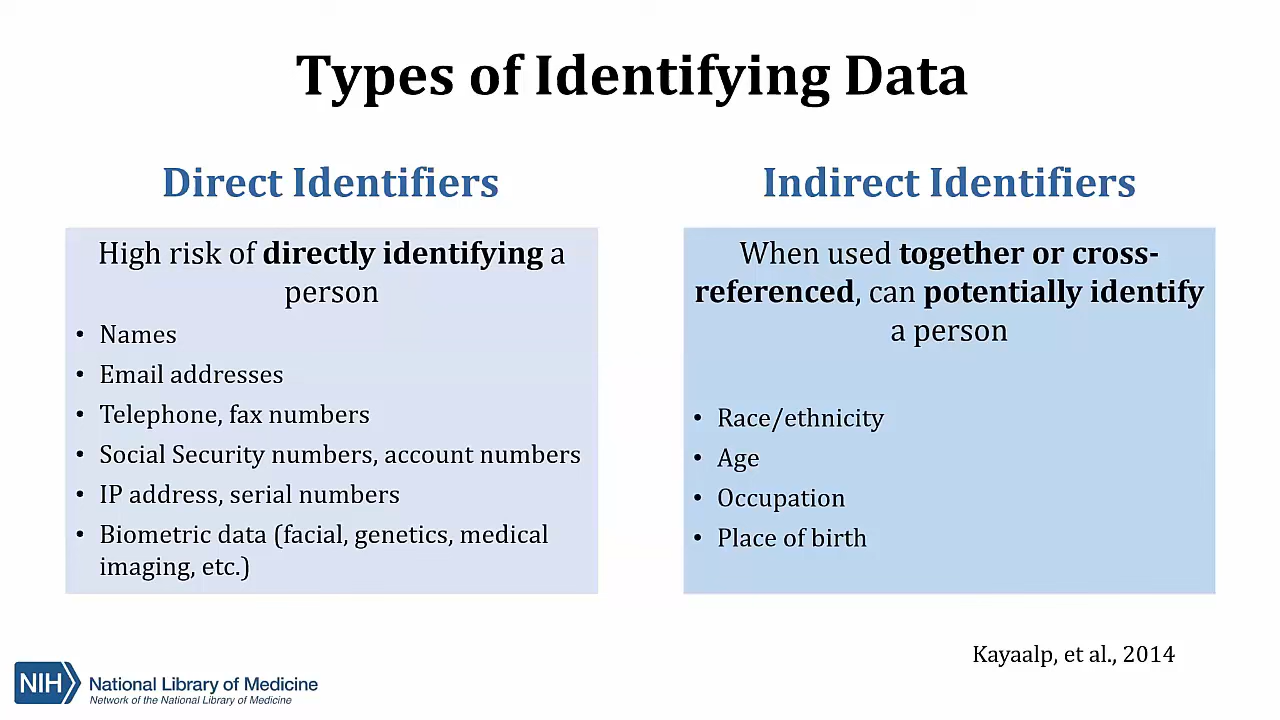 Types of Identifying Data
Direct Identifiers
High risk of directly identifying a
person
• Names
• Email addresses
• Telephone, fax numbers
• Social Security numbers, account numbers
• IP address, serial numbers
• Biometric data (facial, genetics, medical
imaging, etc.)
Indirect Identifiers
When used together or cross-
referenced, can potentially identify
a person
• Race/ethnicity
• Age
• Occupation
• Place of birth
Kayaalp, et al., 2014
NIH National Library of Medicine
Network of the National Library of Medicine